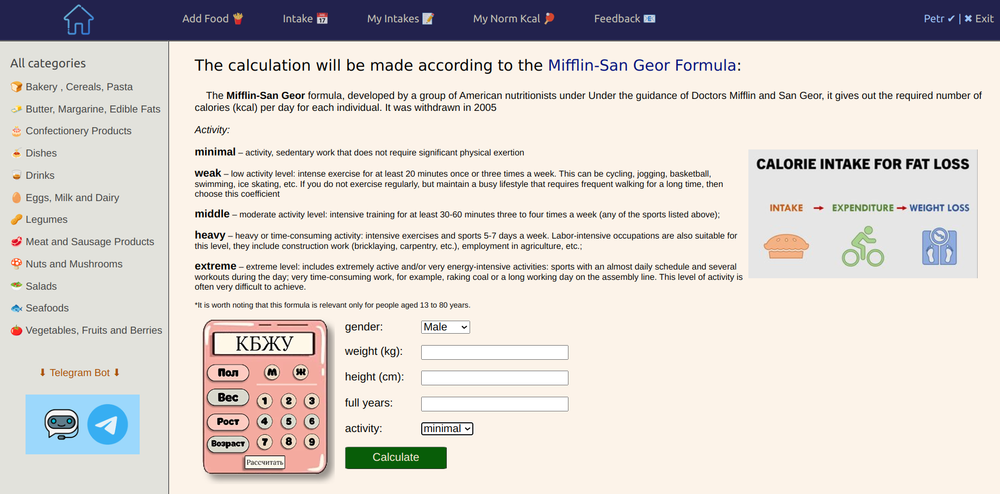 Add Food
Intake
My Intakes
My Norm Kcal
Feedback
Petr ✔ | ✖ Exit
All categories
Bakery , Cereals, Pasta
Butter, Margarine, Edible Fats
Confectionery Products
Dishes
Drinks
Eggs, Milk and Dairy
Legumes
Meat and Sausage Products
Nuts and Mushrooms
Salads
Seafoods
Vegetables, Fruits and Berries
⬇ Telegram Bot ⬇
The calculation will be made according to the Mifflin-San Geor Formula:
The Mifflin-San Geor formula, developed by a group of American nutritionists under Under the guidance of Doctors Mifflin and San Geor, it gives out the required number of
calories (kcal) per day for each individual. It was withdrawn in 2005
Activity:
minimal – activity, sedentary work that does not require significant physical exertion
weak – low activity level: intense exercise for at least 20 minutes once or three times a week. This can be cycling, jogging, basketball,
swimming, ice skating, etc. If you do not exercise regularly, but maintain a busy lifestyle that requires frequent walking for a long time, then
choose this coefficient
middle – moderate activity level: intensive training for at least 30-60 minutes three to four times a week (any of the sports listed above);
heavy – heavy or time-consuming activity: intensive exercises and sports 5-7 days a week. Labor-intensive occupations are also suitable for
this level, they include construction work (bricklaying, carpentry, etc.), employment in agriculture, etc.;
extreme – extreme level: includes extremely active and/or very energy-intensive activities: sports with an almost daily schedule and several
workouts during the day; very time-consuming work, for example, raking coal or a long working day on the assembly line. This level of activity is
often very difficult to achieve.
*It is worth noting that this formula is relevant only for people aged 13 to 80 years.
CALORIE INTAKE FOR FAT LOSS
INTAKE → EXPENDITURE → WEIGHT LOSS
КБЖУ
Пол М Ж
Вес 1 2 3
Рост 4 5 6
Возраст 7 8 9
Рассчитать
gender: Male
weight (kg):
height (cm):
full years:
activity: minimal
Calculate